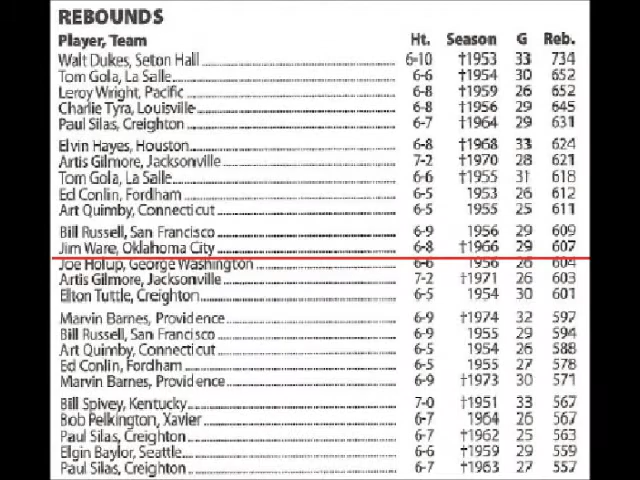 REBOUNDS
Player, Team Ht. Season G Reb.
Walt Dukes, Seton Hall 6-10 †1953 33 734
Tom Gola, La Salle 6-6 †1954 30 652
Leroy Wright, Pacific 6-8 †1959 26 652
Charlie Tyra, Louisville 6-8 †1956 29 645
Paul Silas, Creighton 6-7 †1964 29 631
Elvin Hayes, Houston 6-8 †1968 33 624
Artis Gilmore, Jacksonville 7-2 †1970 28 621
Tom Gola, La Salle 6-6 †1955 31 618
Ed Conlin, Fordham 6-5 1953 26 612
Art Quimby, Connecticut 6-5 1955 25 611
Bill Russell, San Francisco 6-9 1956 29 609
Jim Ware, Oklahoma City 6-8 †1966 29 607
Joe Holup, George Washington 6-6 1956 26 604
Artis Gilmore, Jacksonville 7-2 †1971 26 603
Elton Tuttle, Creighton 6-5 1954 30 601
Marvin Barnes, Providence 6-9 †1974 32 597
Bill Russell, San Francisco 6-9 1955 29 594
Art Quimby, Connecticut 6-5 1954 26 588
Ed Conlin, Fordham 6-5 1955 27 578
Marvin Barnes, Providence 6-9 †1973 30 571
Bill Spivey, Kentucky 7-0 †1951 33 567
Bob Pelkington, Xavier 6-7 1964 26 567
Paul Silas, Creighton 6-7 †1962 25 563
Elgin Baylor, Seattle 6-6 †1959 29 559
Paul Silas, Creighton 6-7 †1963 27 557